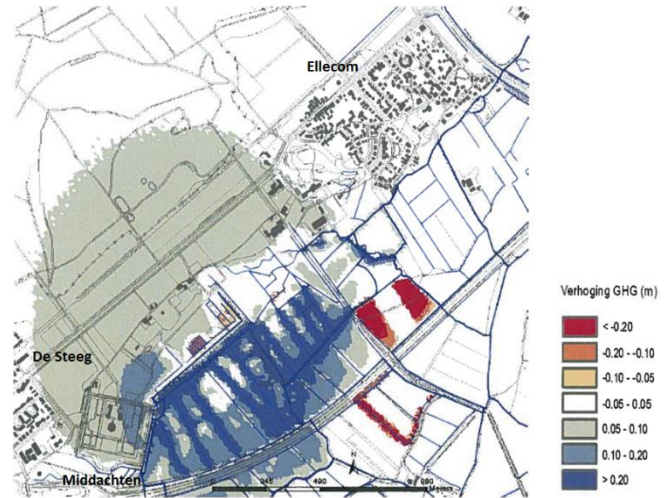 Ellecom
Verhoging GHG (m)
< -0.20
-0.20 - -0.10
-0.10 - -0.05
-0.05 - 0.05
0.05 - 0.10
0.10 - 0.20
> 0.20
De Steeg
Middachten
N
490